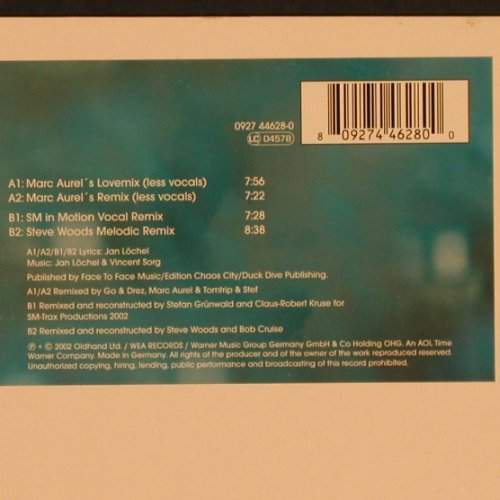 0927 44628-0
LC 04578
8 09274 46280 0
A1: Marc Aurel´s Lovemix (less vocals) 7:56
A2: Marc Aurel´s Remix (less vocals) 7:22
B1: SM in Motion Vocal Remix 7:28
B2: Steve Woods Melodic Remix 8:38
A1/A2/B1/B2 Lyrics: Jan Löchel
Music: Jan Löchel & Vincent Sorg
Published by Face To Face Music/Edition Chaos City/Duck Dive Publishing.
A1/A2 Remixed by Go & Drez, Marc Aurel & Tomtrip & Stef
B1 Remixed and reconstructed by Stefan Grünwald and Claus-Robert Kruse for
SM-Trax Productions 2002
B2 Remixed and reconstructed by Steve Woods and Bob Cruise
℗ + © 2002 Oldhand Ltd. / WEA RECORDS / Warner Music Group Germany GmbH & Co Holding OHG. An AOL Time
Warner Company. Made in Germany. All rights of the producer and of the owner of the work reproduced reserved.
Unauthorized copying, hiring, lending, public performance and broadcasting of this record prohibited.